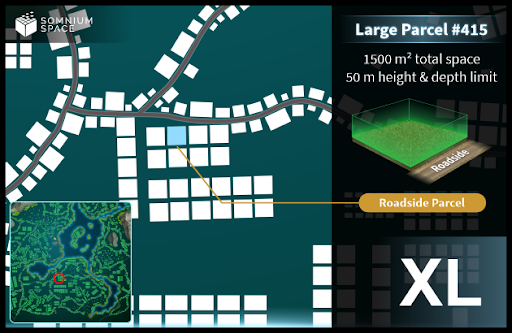 SOMNIUM
SPACE
Large Parcel #415
1500 m² total space
50 m height & depth limit
Roadside
Roadside Parcel
XL